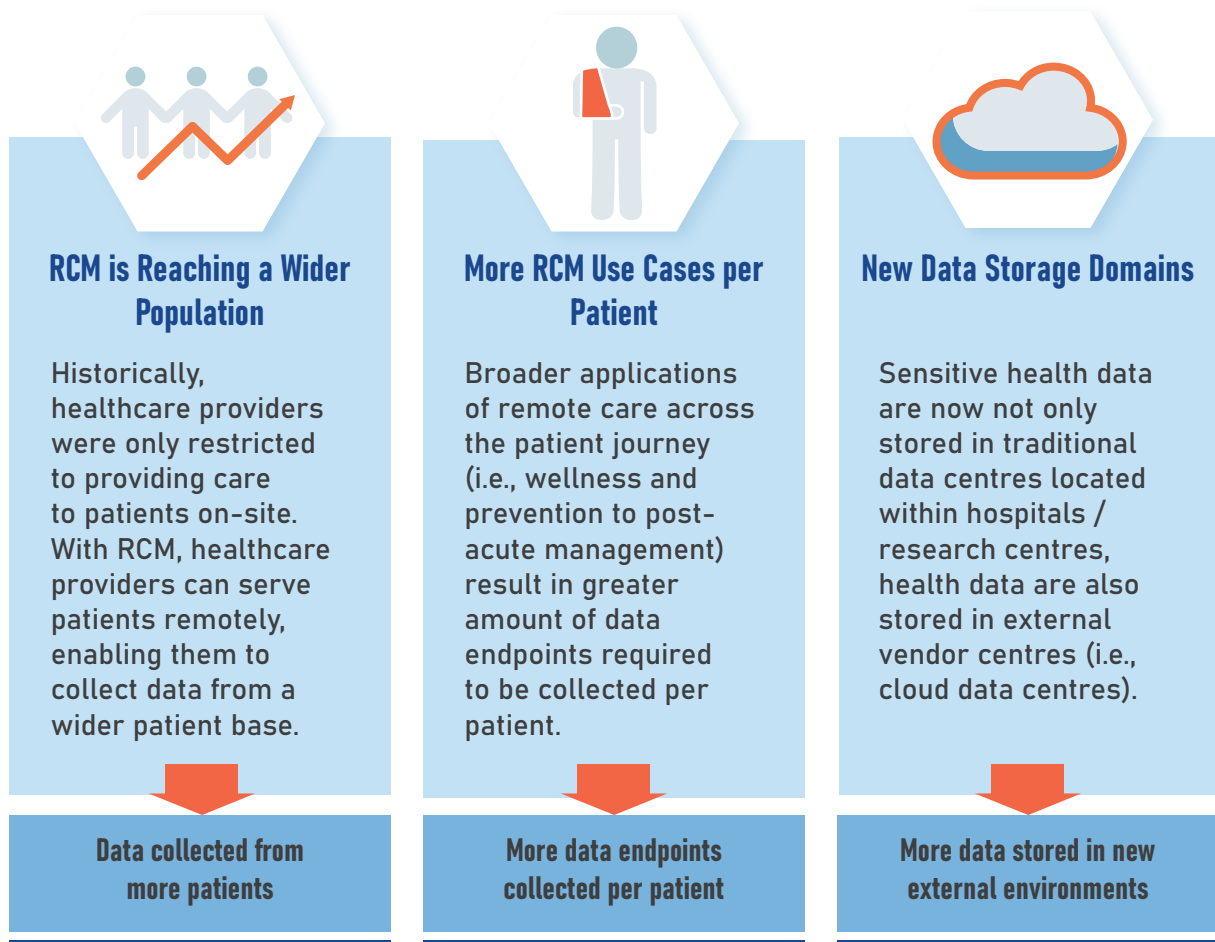 RCM is Reaching a Wider
Population
Historically,
healthcare providers
were only restricted
to providing care
to patients on-site.
With RCM, healthcare
providers can serve
patients remotely,
enabling them to
collect data from a
wider patient base.
Data collected from
more patients
More RCM Use Cases per
Patient
Broader applications
of remote care across
the patient journey
(i.e., wellness and
prevention to post-
acute management)
result in greater
amount of data
endpoints required
to be collected per
patient.
More data endpoints
collected per patient
New Data Storage Domains
Sensitive health data
are now not only
stored in traditional
data centres located
within hospitals /
research centres,
health data are also
stored in external
vendor centres (i.e.,
cloud data centres).
More data stored in new
external environments